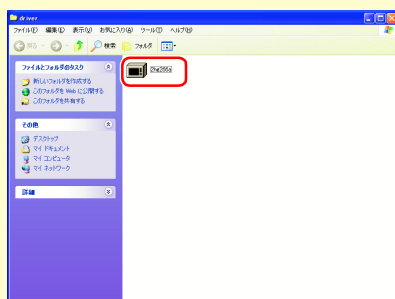 driver
ファイル(F) 編集(E) 表示(V) お気に入り(A) ツール(T) ヘルプ(H)
戻る 検索 フォルダ
ファイルとフォルダのタスク
新しいフォルダを作成する
このフォルダを Web に公開する
このフォルダを共有する
その他
デスクトップ
マイ ドキュメント
マイ コンピュータ
マイ ネットワーク
詳細